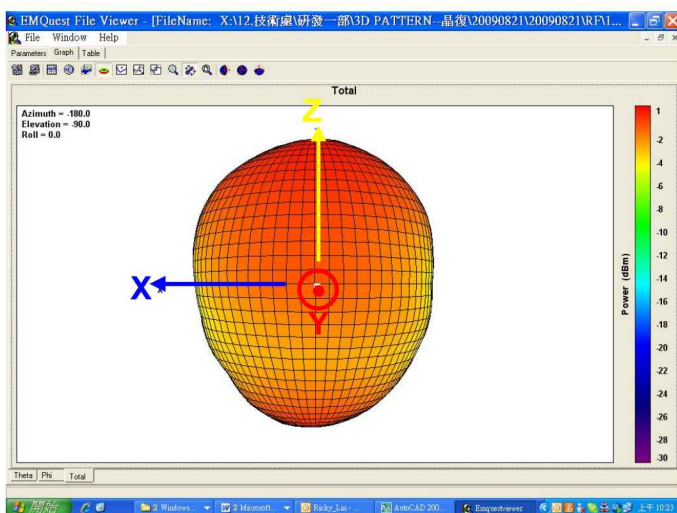 EMQuest File Viewer - [FileName: X:\12.技術處\研發一部\3D PATTERN--晶復\20090821\20090821\RF\1...
File Window Help
Parameters Graph Table
Total
Azimuth = -180.0
Elevation = -90.0
Roll = 0.0
Z
X
Y
1
-2
-4
-6
-8
-10
-12
-14
-16
-18
-20
-22
-24
-26
-28
-30
Power (dBm)
Theta Phi Total
開始 2 Windows... 2 Microsoft... Ricky_Lin - ... AutoCAD 200... Emquestviewer 上午 10:23